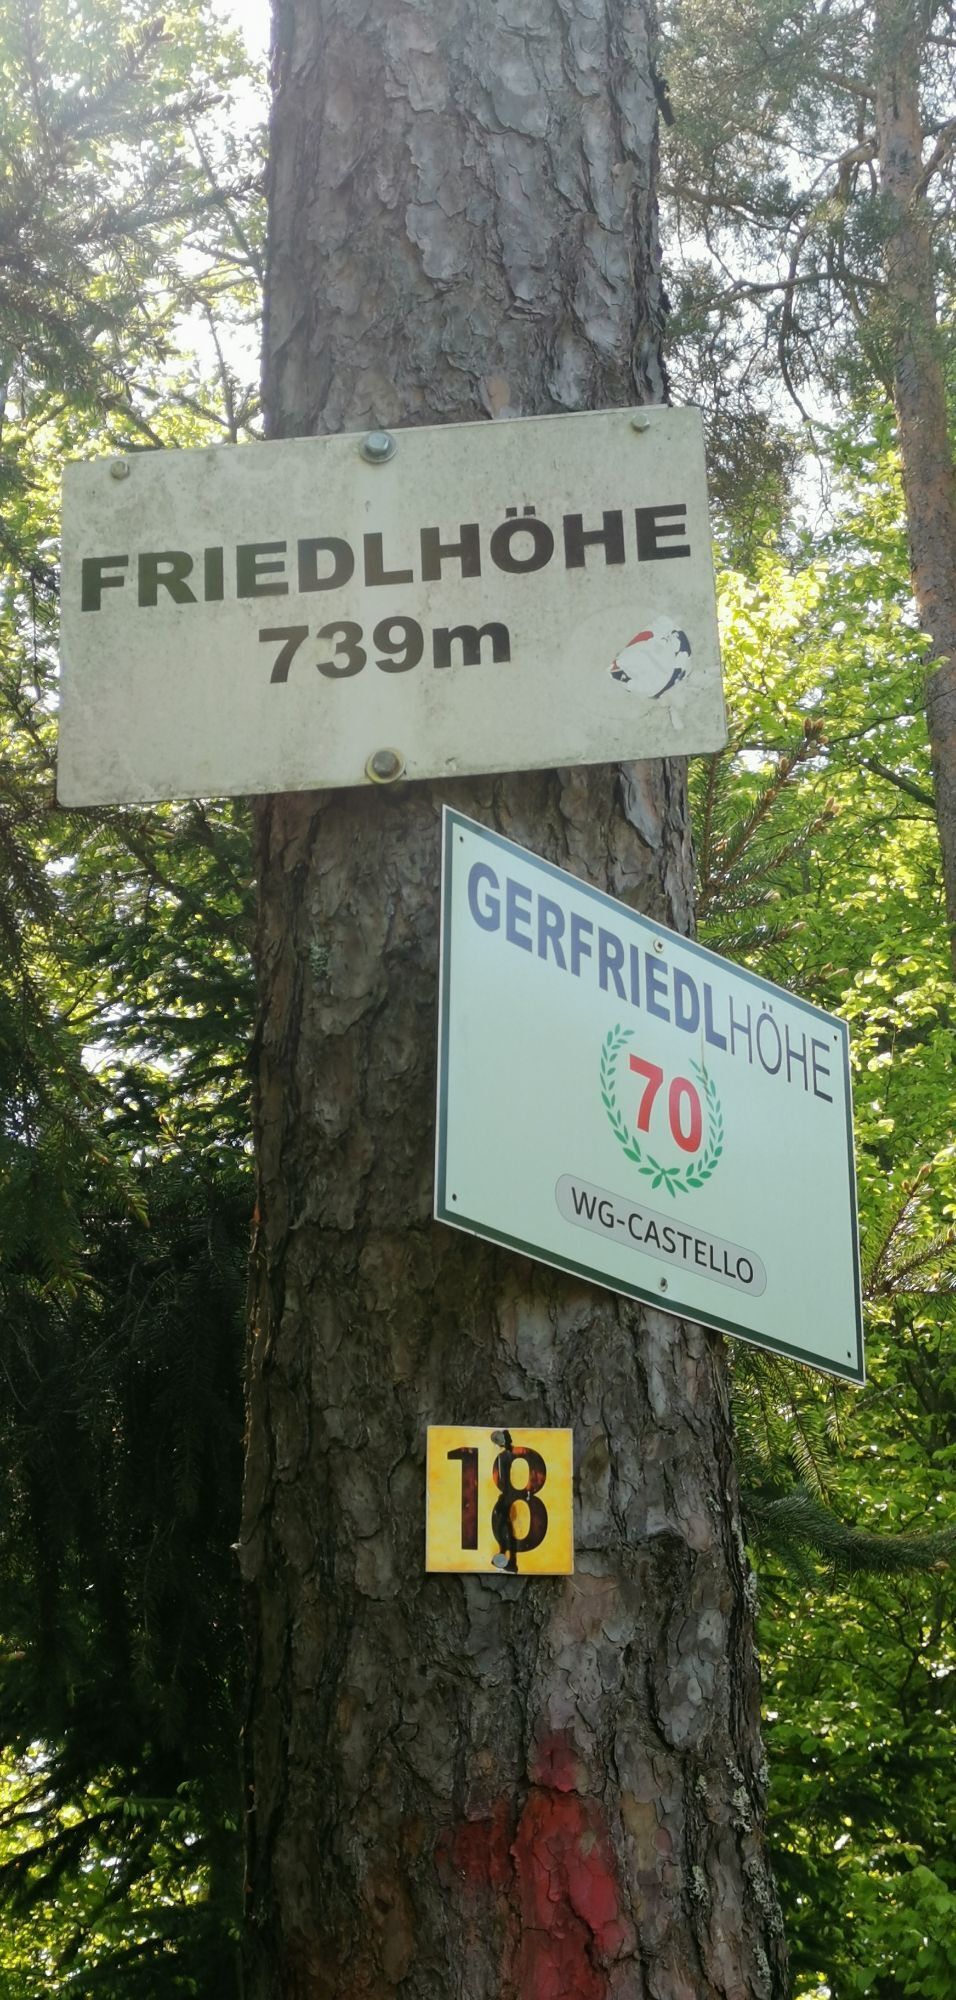 FRIEDLHÖHE
739m
GERFRIEDLHÖHE
70
WG-CASTELLO
18